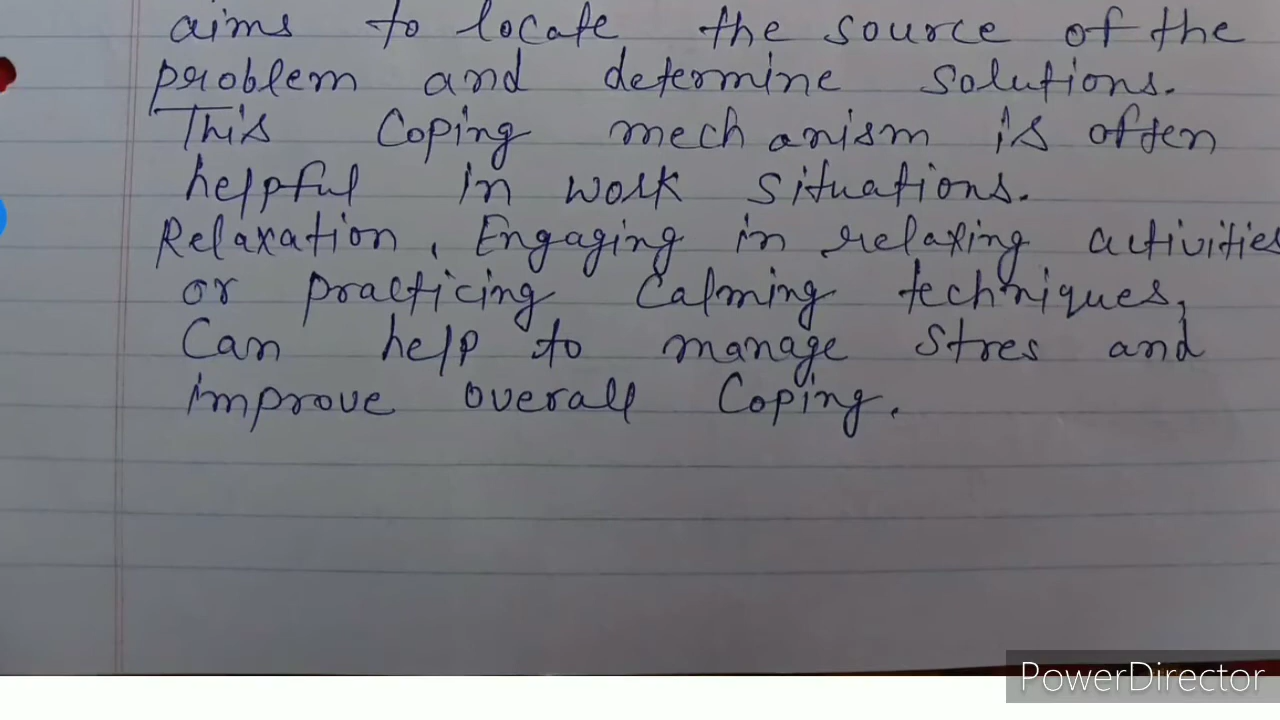 aims to locate the source of the
problem and determine solutions.
This Coping mechanism is often
helpful in work situations.
Relaxation, Engaging in relaxing activities
or practicing Calming techniques,
Can help to manage Stres and
improve overall Coping.
PowerDirector